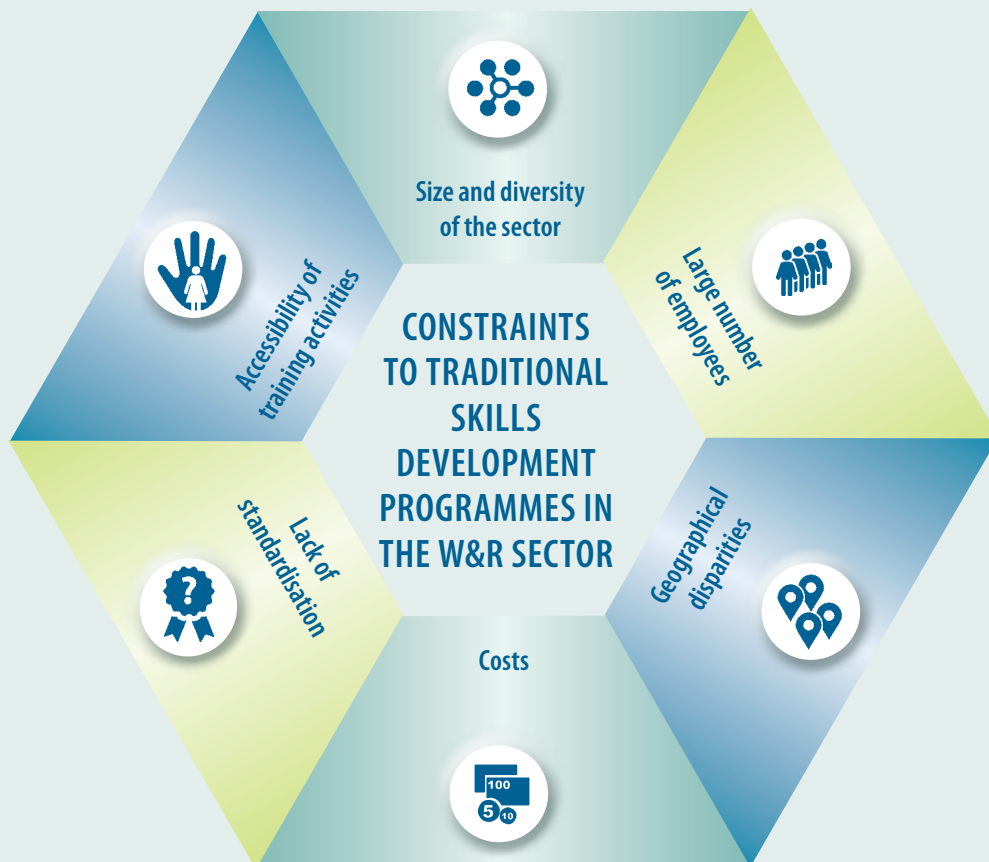 Size and diversity
of the sector
Large number
of employees
Geographical
disparities
Costs
100
5
10
Lack of
standardisation
?
Accessibility of
training activities
CONSTRAINTS
TO TRADITIONAL
SKILLS
DEVELOPMENT
PROGRAMMES IN
THE W&R SECTOR